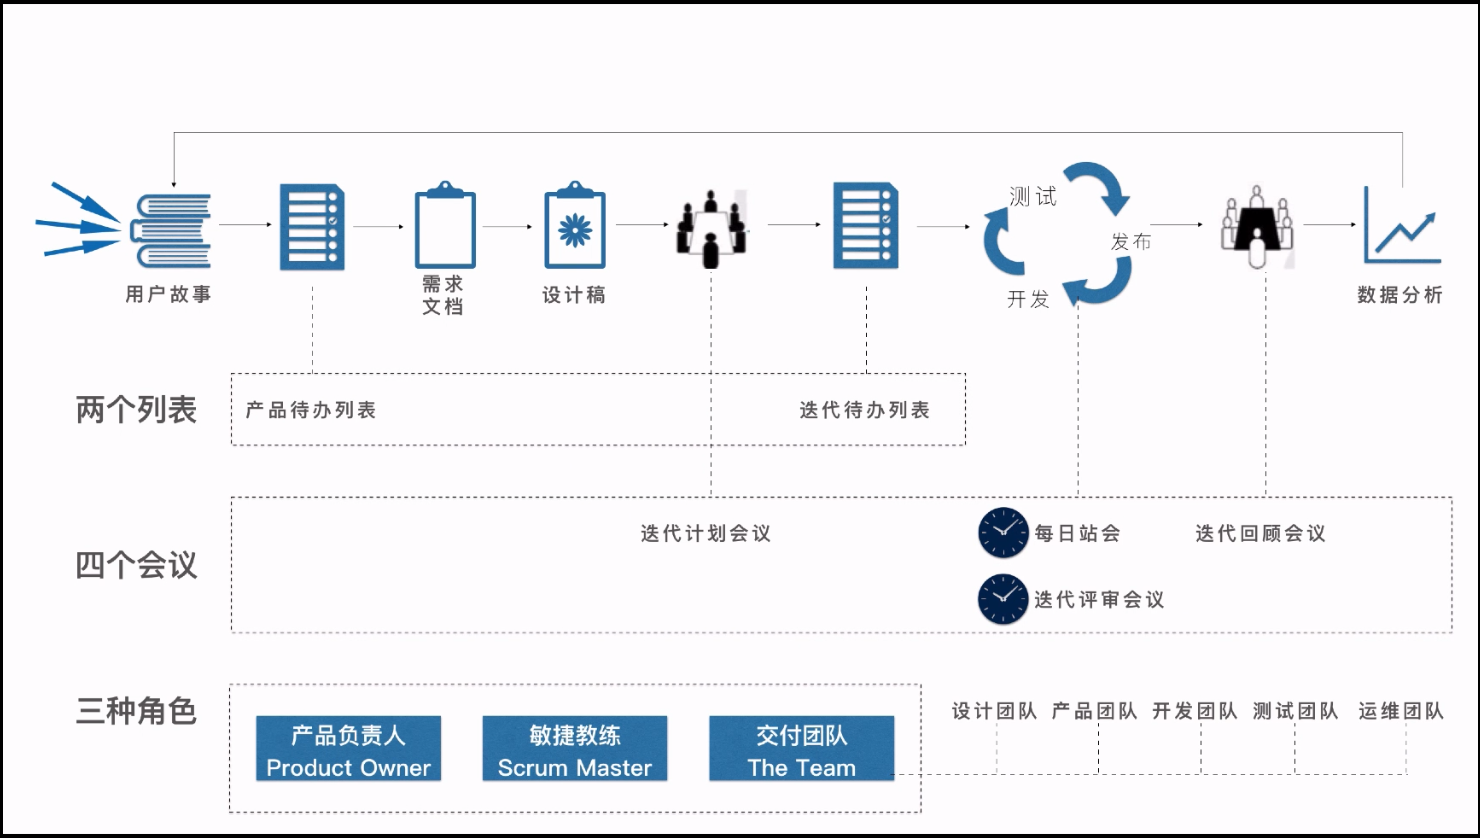 测试
发布
开发
用户故事
需求
文档
设计稿
数据分析
两个列表
产品待办列表
迭代待办列表
四个会议
迭代计划会议
每日站会
迭代回顾会议
迭代评审会议
三种角色
产品负责人
Product Owner
敏捷教练
Scrum Master
交付团队
The Team
设计团队
产品团队
开发团队
测试团队
运维团队